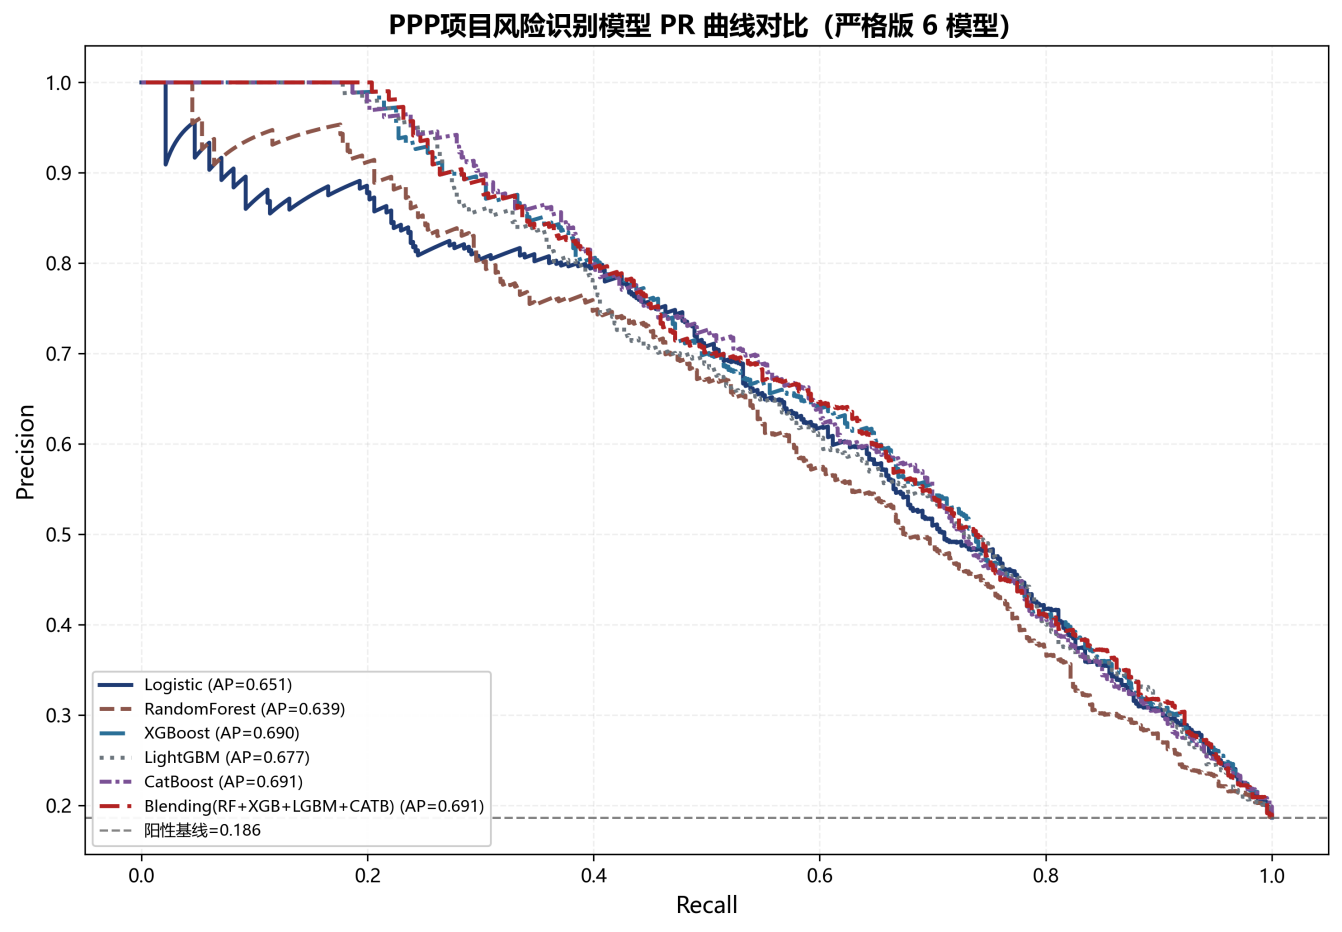 PPP项目风险识别模型 PR 曲线对比（严格版 6 模型）
Precision
1.0
0.9
0.8
0.7
0.6
0.5
0.4
0.3
0.2
Logistic (AP=0.651)
RandomForest (AP=0.639)
XGBoost (AP=0.690)
LightGBM (AP=0.677)
CatBoost (AP=0.691)
Blending(RF+XGB+LGBM+CATB) (AP=0.691)
阳性基线=0.186
0.0 0.2 0.4 0.6 0.8 1.0
Recall